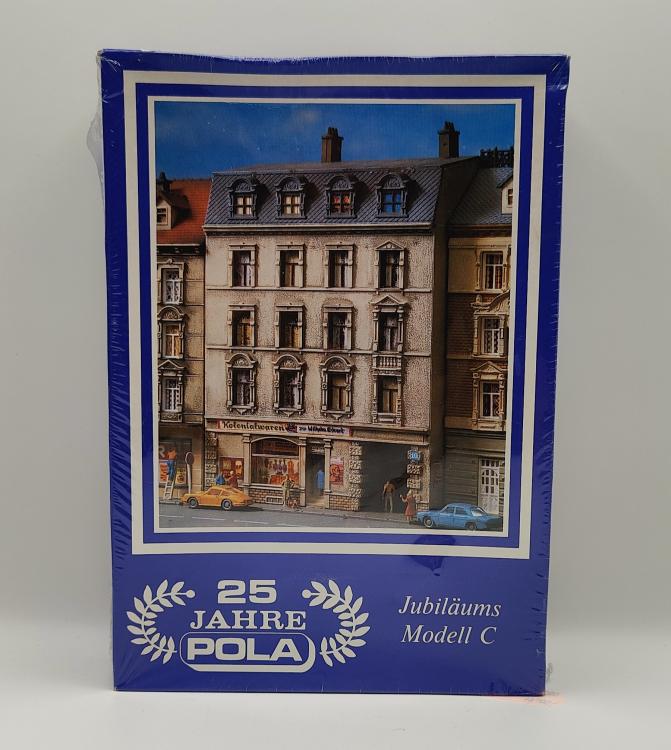 Kolonialwaren
25
JAHRE
POLA
Jubiläums
Modell C